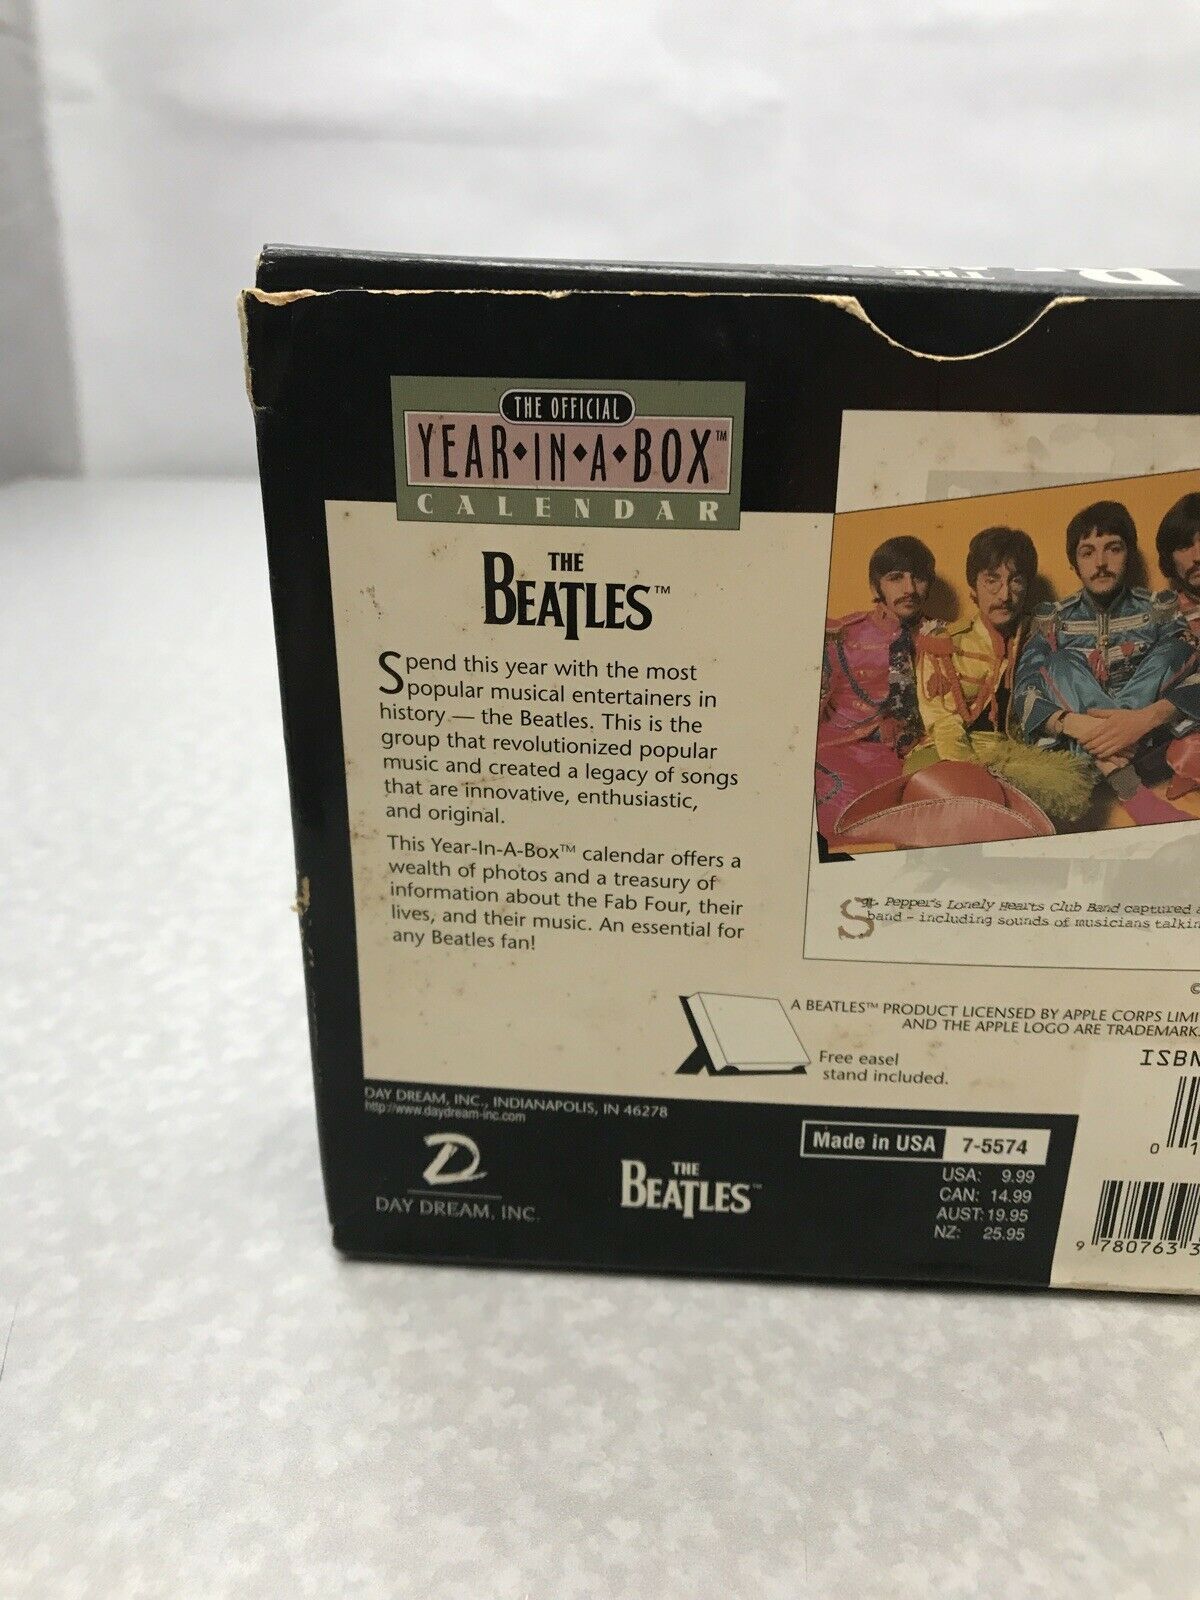 THE
THE OFFICIAL
YEAR•IN•A•BOX™
CALENDAR
THE
BEATLES™
Spend this year with the most
popular musical entertainers in
history — the Beatles. This is the
group that revolutionized popular
music and created a legacy of songs
that are innovative, enthusiastic,
and original.
This Year-In-A-Box™ calendar offers a
wealth of photos and a treasury of
information about the Fab Four, their
lives, and their music. An essential for
any Beatles fan!
Sgt. Pepper's Lonely Hearts Club Band captured
band - including sounds of musicians talkin
©
A BEATLES™ PRODUCT LICENSED BY APPLE CORPS LIMI
AND THE APPLE LOGO ARE TRADEMARK
Free easel
stand included.
ISBN
DAY DREAM, INC., INDIANAPOLIS, IN 46278
http://www.daydream-inc.com
D
DAY DREAM, INC.
THE
BEATLES™
Made in USA 7-5574
USA: 9.99
CAN: 14.99
AUST: 19.95
NZ: 25.95
0 1
9 780763 3